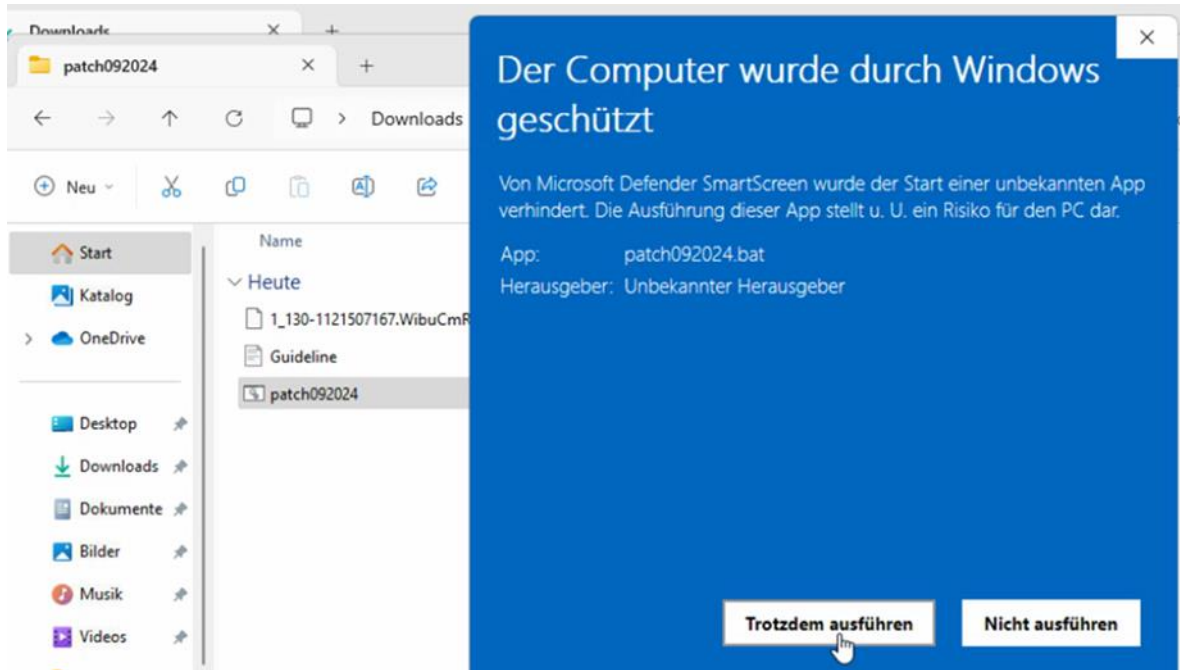 Downloads
patch092024
Downloads
Neu
Start
Katalog
OneDrive
Desktop
Downloads
Dokumente
Bilder
Musik
Videos
Name
Heute
1_130-1121507167.WibuCmR
Guideline
patch092024
Der Computer wurde durch Windows
geschützt
Von Microsoft Defender SmartScreen wurde der Start einer unbekannten App
verhindert. Die Ausführung dieser App stellt u. U. ein Risiko für den PC dar.
App: patch092024.bat
Herausgeber: Unbekannter Herausgeber
Trotzdem ausführen
Nicht ausführen